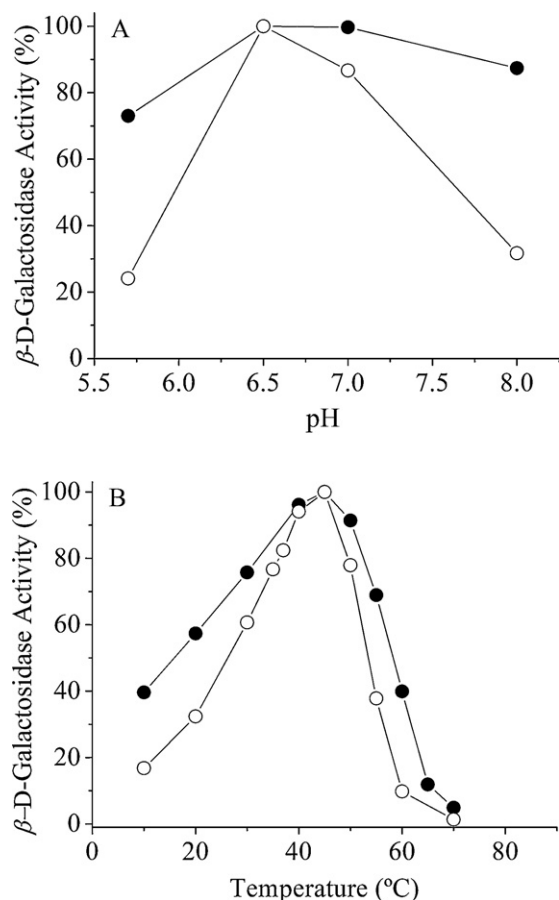 A
β-D-Galactosidase Activity (%)
100
80
60
40
20
0
5.5 6.0 6.5 7.0 7.5 8.0
pH
B
β–D-Galactosidase Activity (%)
100
80
60
40
20
0
0 20 40 60 80
Temperature (ºC)